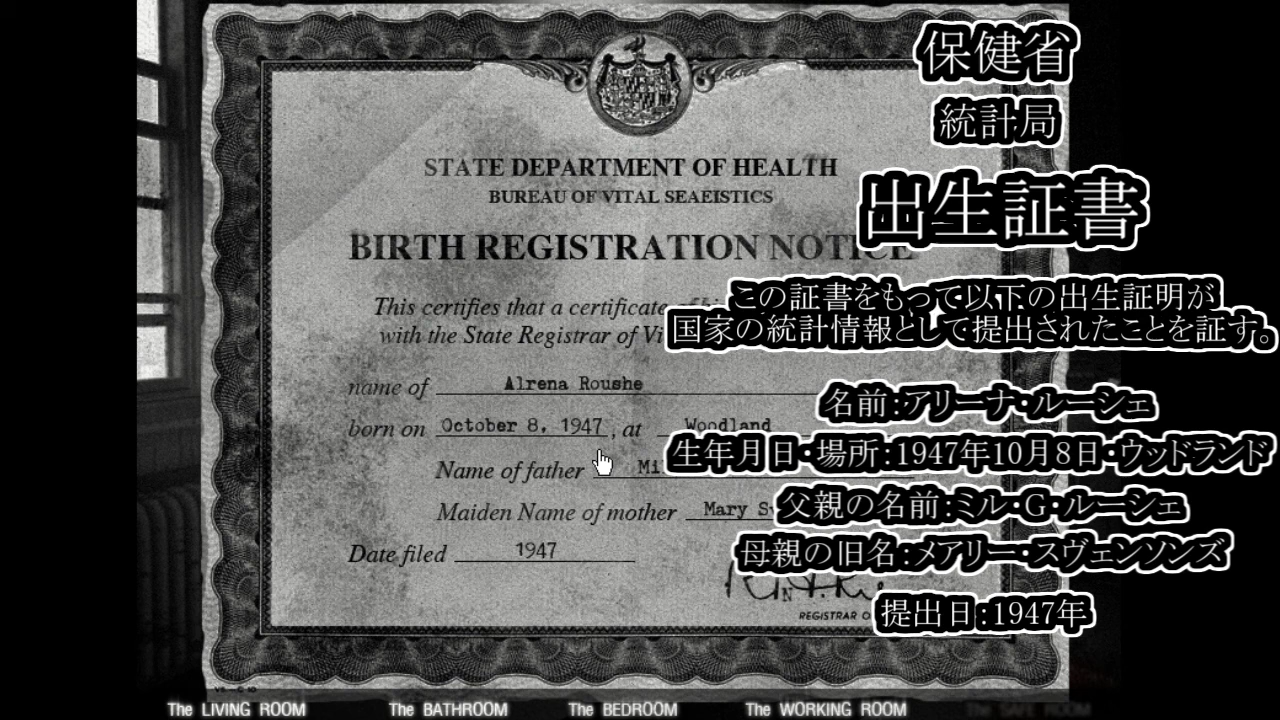 STATE DEPARTMENT OF HEALTH
BUREAU OF VITAL SEAEISTICS
BIRTH REGISTRATION NOTICE
This certifies that a certificate
with the State Registrar of
name of Alrena Roushe
born on October 8, 1947, at Woodland
Name of father
Maiden Name of mother Mary
Date filed 1947
REGISTRAR
保健省
統計局
出生証書
この証書をもって以下の出生証明が
国家の統計情報として提出されたことを証す。
名前:アリーナ・ルーシェ
生年月日・場所:1947年10月8日・ウッドランド
父親の名前:ミル・G・ルーシェ
母親の旧名:メアリー・スヴェンソンズ
提出日:1947年
The LIVING ROOM
The BATHROOM
The BEDROOM
The WORKING ROOM